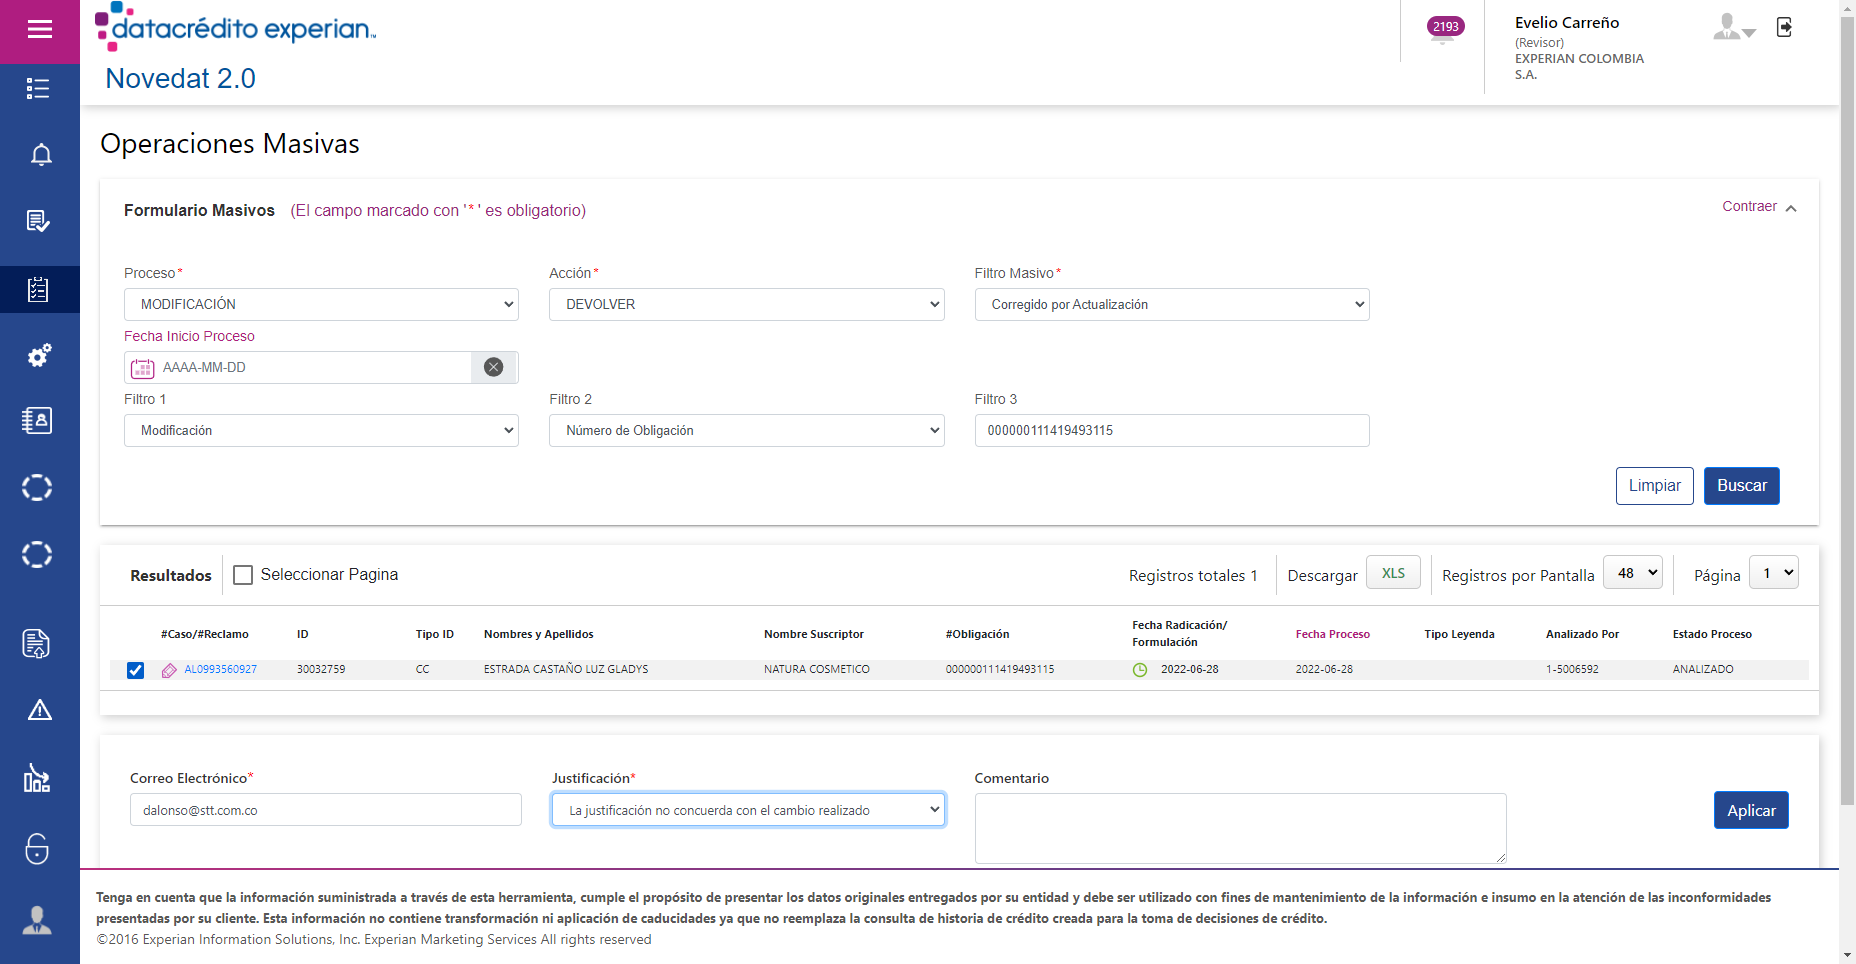 datacrédito experian™
Novedat 2.0
2193
Evelio Carreño
(Revisor)
EXPERIAN COLOMBIA
S.A.
Operaciones Masivas
Formulario Masivos (El campo marcado con '*' es obligatorio)
Contraer
Proceso* Acción* Filtro Masivo*
MODIFICACIÓN DEVOLVER Corregido por Actualización
Fecha Inicio Proceso
AAAA-MM-DD
Filtro 1 Filtro 2 Filtro 3
Modificación Número de Obligación 000000111419493115
Limpiar Buscar
Resultados Seleccionar Pagina Registros totales 1 Descargar XLS Registros por Pantalla 48 Página 1
#Caso/#Reclamo ID Tipo ID Nombres y Apellidos Nombre Suscriptor #Obligación Fecha Radicación/ Fecha Proceso Tipo Leyenda Analizado Por Estado Proceso
Formulación
AL0993560927 30032759 CC ESTRADA CASTAÑO LUZ GLADYS NATURA COSMETICO 000000111419493115 2022-06-28 2022-06-28 1-5006592 ANALIZADO
Correo Electrónico* Justificación* Comentario
dalonso@stt.com.co La justificación no concuerda con el cambio realizado Aplicar
Tenga en cuenta que la información suministrada a través de esta herramienta, cumple el propósito de presentar los datos originales entregados por su entidad y debe ser utilizado con fines de mantenimiento de la información e insumo en la atención de las inconformidades
presentadas por su cliente. Esta información no contiene transformación ni aplicación de caducidades ya que no reemplaza la consulta de historia de crédito creada para la toma de decisiones de crédito.
©2016 Experian Information Solutions, Inc. Experian Marketing Services All rights reserved